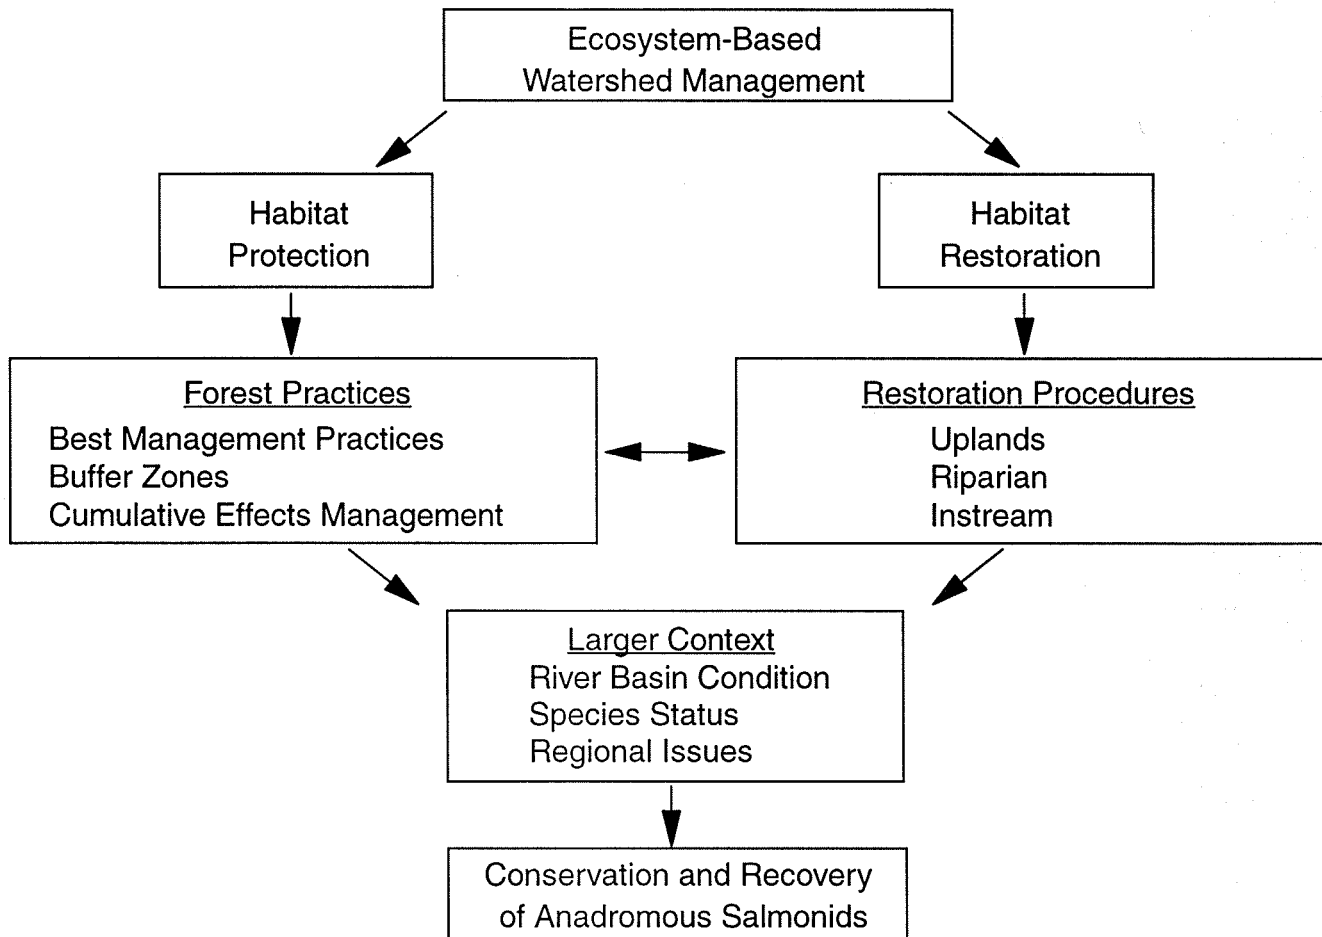 Ecosystem-Based
Watershed Management
Habitat
Protection
Habitat
Restoration
Forest Practices
Best Management Practices
Buffer Zones
Cumulative Effects Management
Restoration Procedures
Uplands
Riparian
Instream
Larger Context
River Basin Condition
Species Status
Regional Issues
Conservation and Recovery
of Anadromous Salmonids